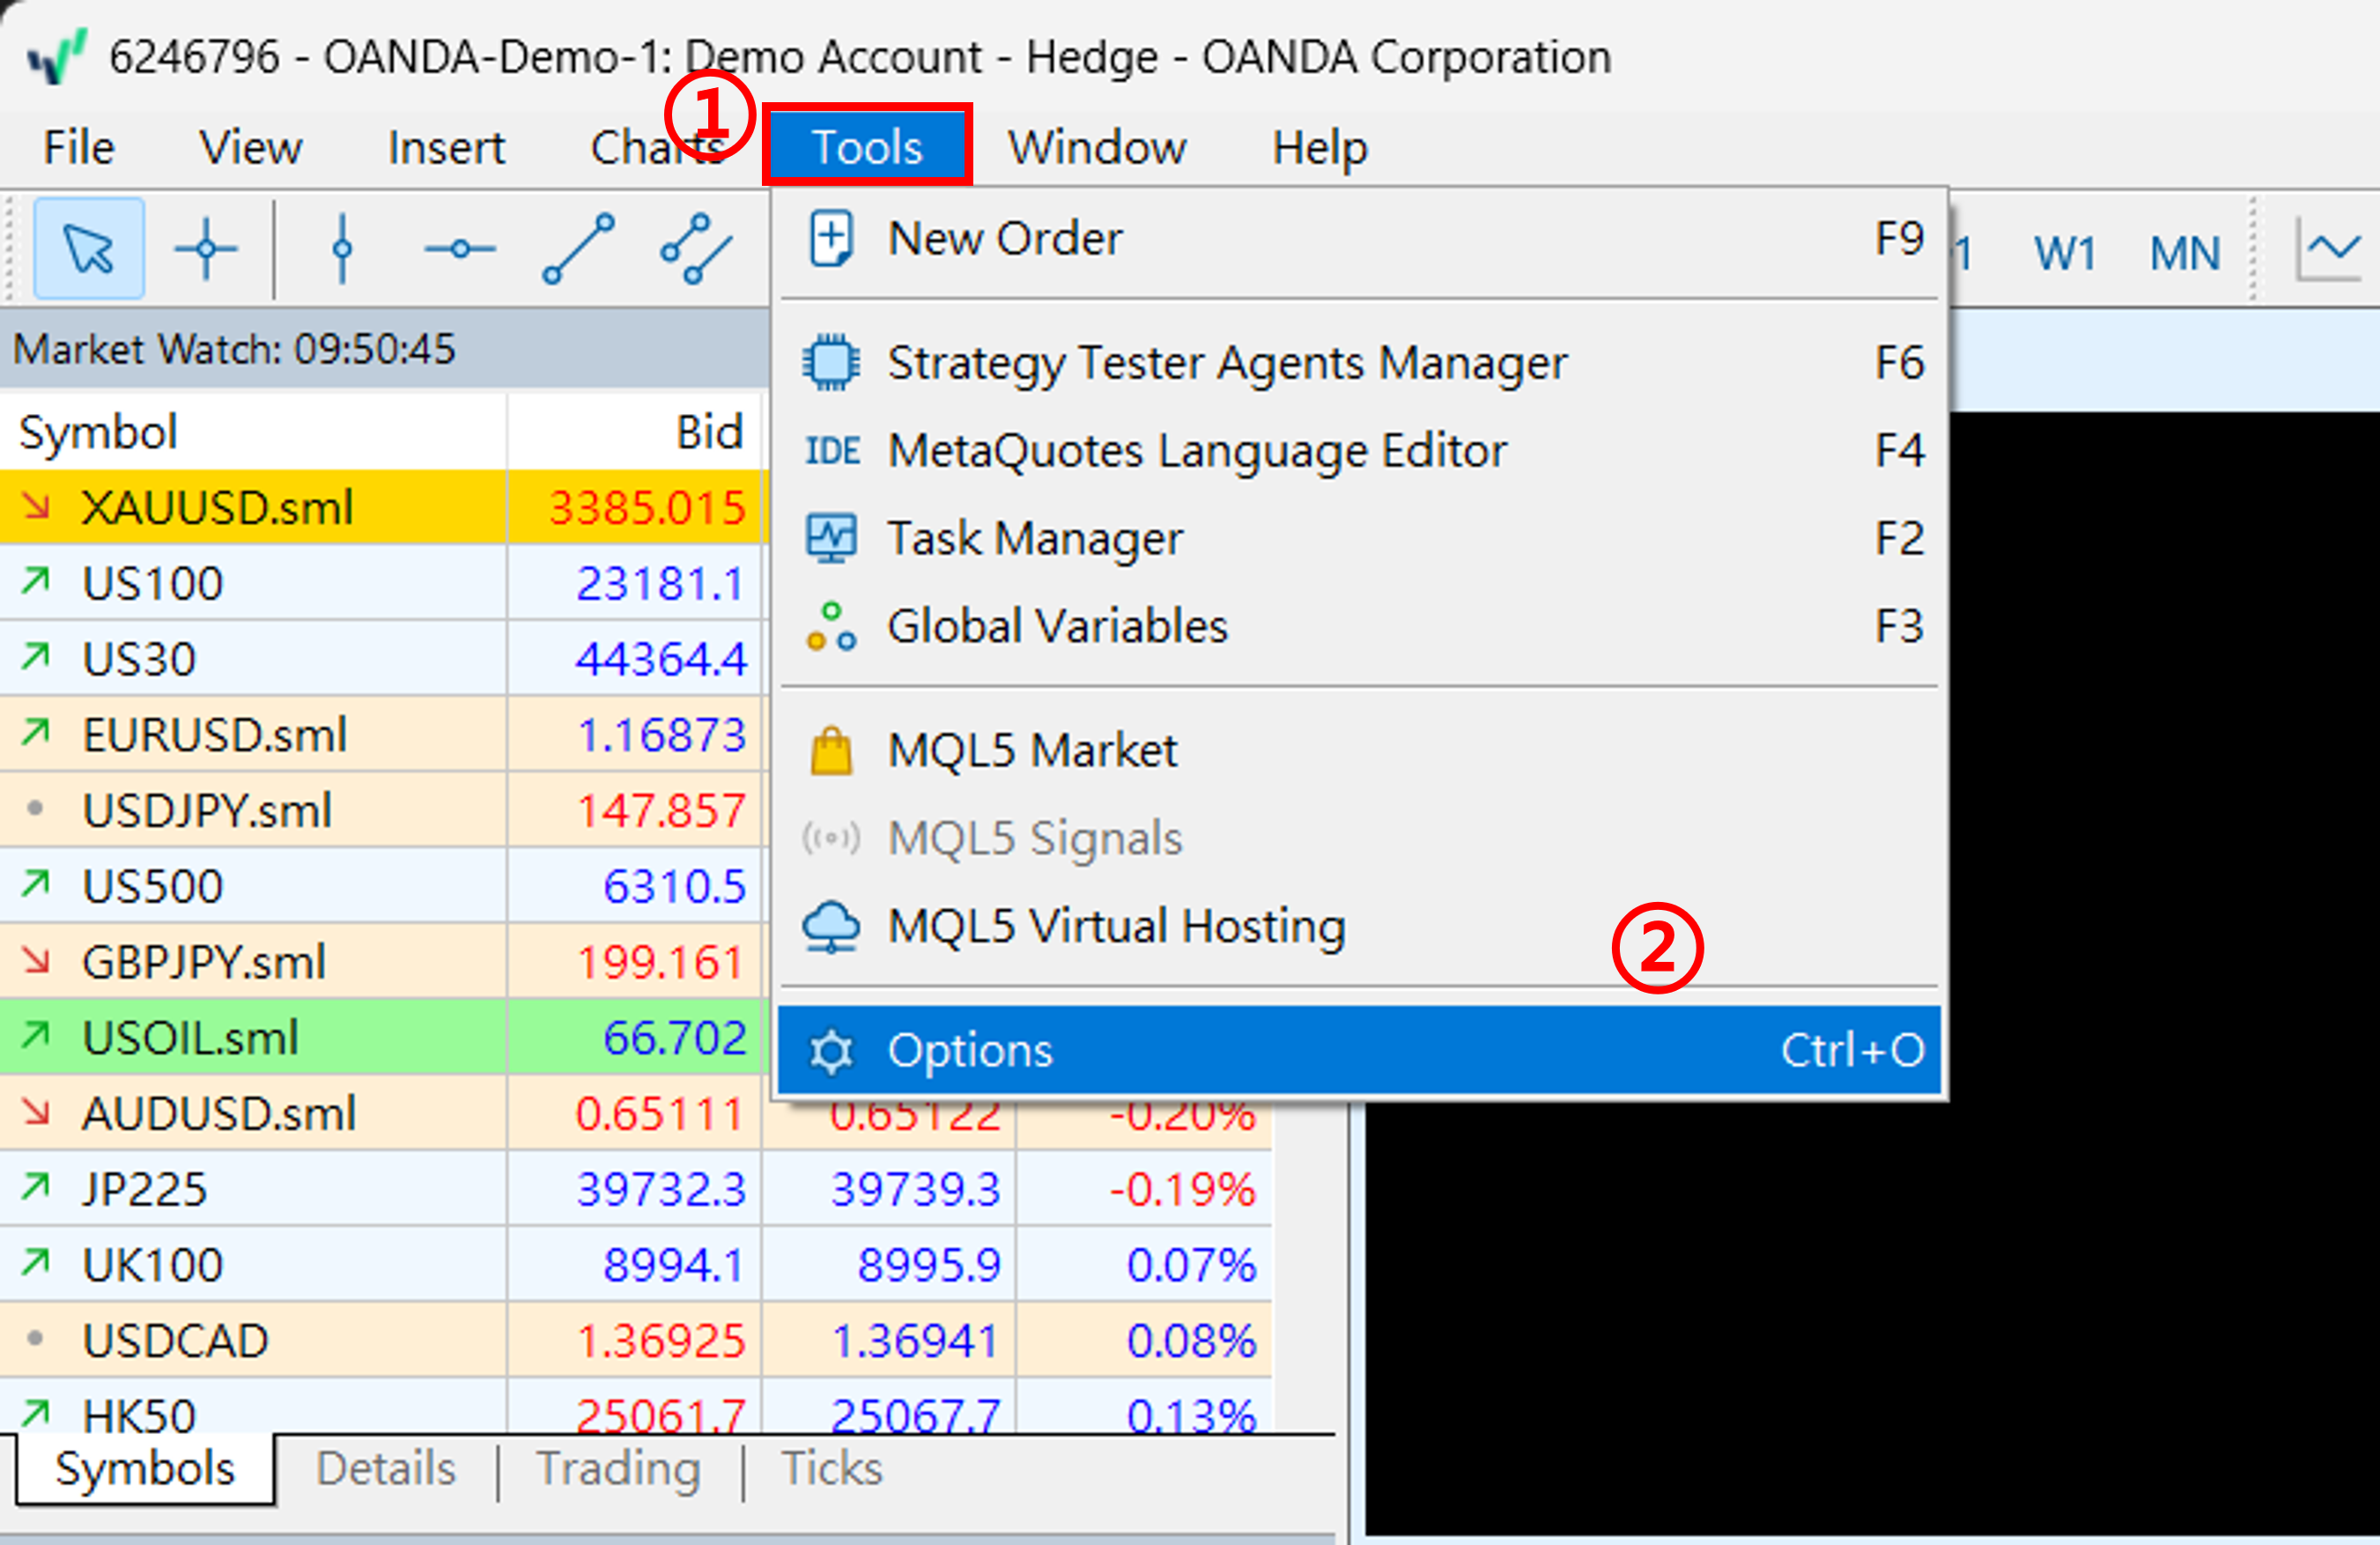 6246796 - OANDA-Demo-1: Demo Account - Hedge - OANDA Corporation
File View Insert Charts ① Tools Window Help
New Order F9
1 W1 MN
Strategy Tester Agents Manager F6
IDE MetaQuotes Language Editor F4
Task Manager F2
Global Variables F3
MQL5 Market
MQL5 Signals
MQL5 Virtual Hosting
②
Options Ctrl+O
Market Watch: 09:50:45
Symbol Bid
XAUUSD.sml 3385.015
US100 23181.1
US30 44364.4
EURUSD.sml 1.16873
USDJPY.sml 147.857
US500 6310.5
GBPJPY.sml 199.161
USOIL.sml 66.702
AUDUSD.sml 0.65111 0.65122 -0.20%
JP225 39732.3 39739.3 -0.19%
UK100 8994.1 8995.9 0.07%
USDCAD 1.36925 1.36941 0.08%
HK50 25061.7 25067.7 0.13%
Symbols Details Trading Ticks